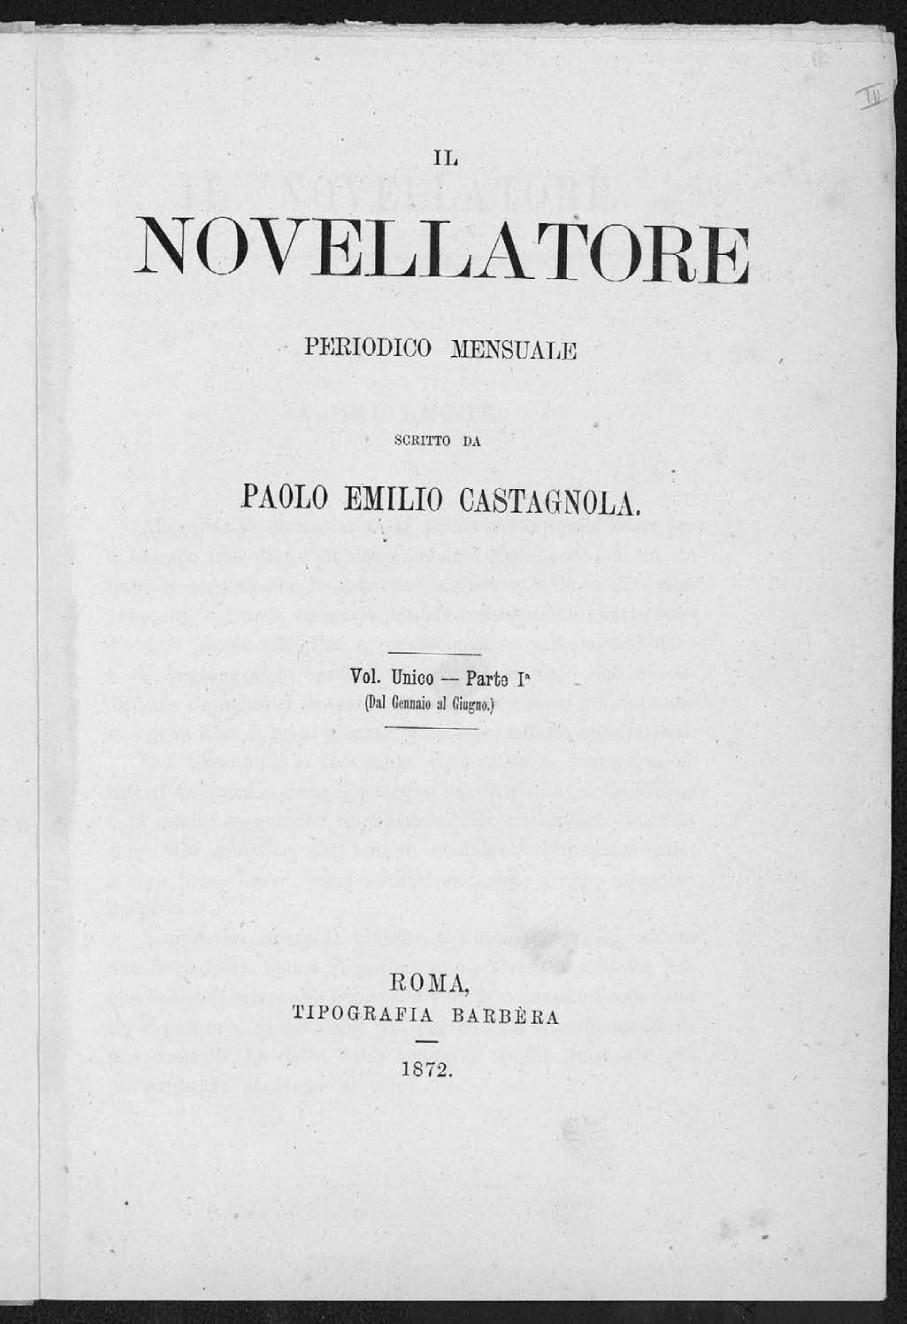 III
IL
NOVELLATORE
PERIODICO MENSUALE
SCRITTO DA
PAOLO EMILIO CASTAGNOLA.
Vol. Unico — Parte Iª
(Dal Gennaio al Giugno.)
ROMA,
TIPOGRAFIA BARBÈRA
1872.